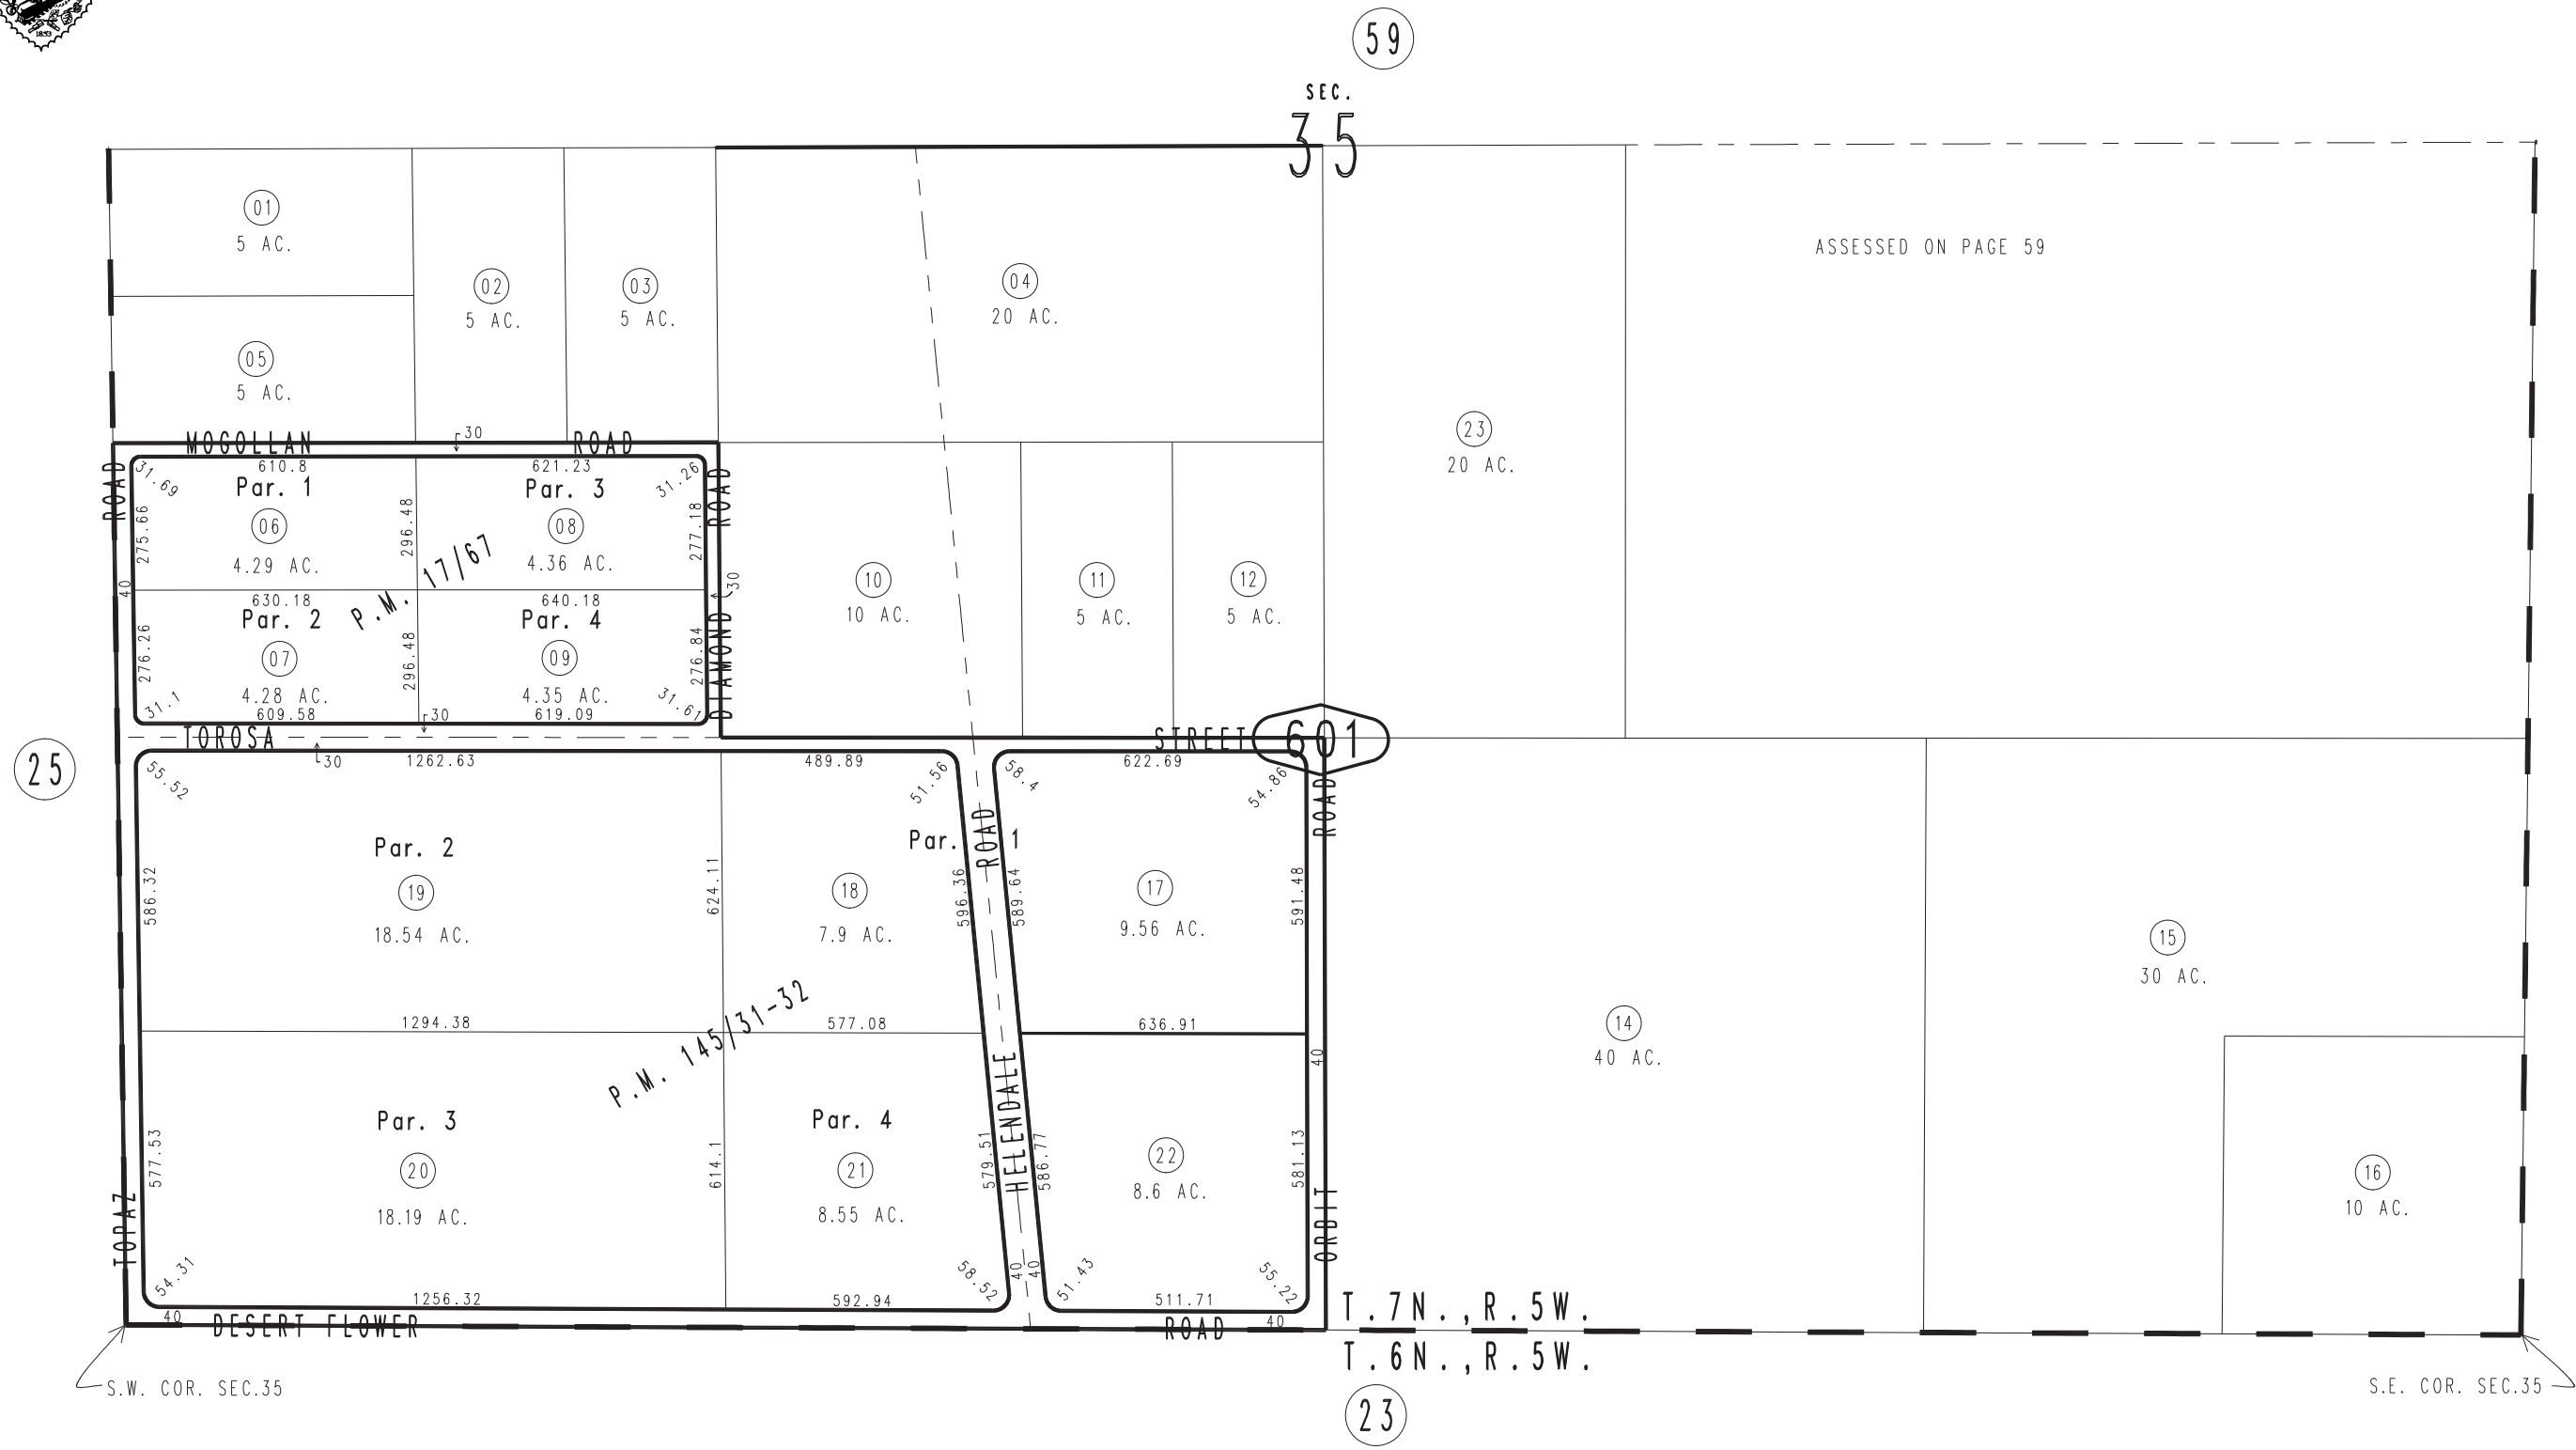 1853
59
SEC.
35
01
5 AC.
02
5 AC.
03
5 AC.
04
20 AC.
ASSESSED ON PAGE 59
05
5 AC.
23
20 AC.
MOGOLLAN ROAD
30
ROAD
31.69
610.8
621.23
31.26
ROAD
Par. 1
Par. 3
06
08
275.66
296.48
277.18
4.29 AC.
4.36 AC.
P.M. 17/67
40
30
10
10 AC.
11
5 AC.
12
5 AC.
630.18
640.18
Par. 2
Par. 4
07
09
276.26
296.48
276.84
DIAMOND
4.28 AC.
4.35 AC.
31.1
609.58
30
619.09
31.61
TOROSA
STREET
601
25
30
55.52
1262.63
489.89
51.56
58.4
622.69
54.86
ROAD
ROAD
Par. 2
Par. 1
19
18
17
586.32
624.11
596.36
589.64
591.48
18.54 AC.
7.9 AC.
9.56 AC.
15
30 AC.
1294.38
577.08
636.91
14
40 AC.
P.M. 145/31-32
40
HELENDALE
Par. 3
Par. 4
20
21
22
16
577.53
614.1
579.51
586.77
581.13
18.19 AC.
8.55 AC.
8.6 AC.
10 AC.
TOPAZ
ORDIT
54.31
58.52
40
40
51.43
55.22
1256.32
592.94
511.71
40
DESERT FLOWER
ROAD
40
T.7N.,R.5W.
T.6N.,R.5W.
S.W. COR. SEC.35
S.E. COR. SEC.35
23